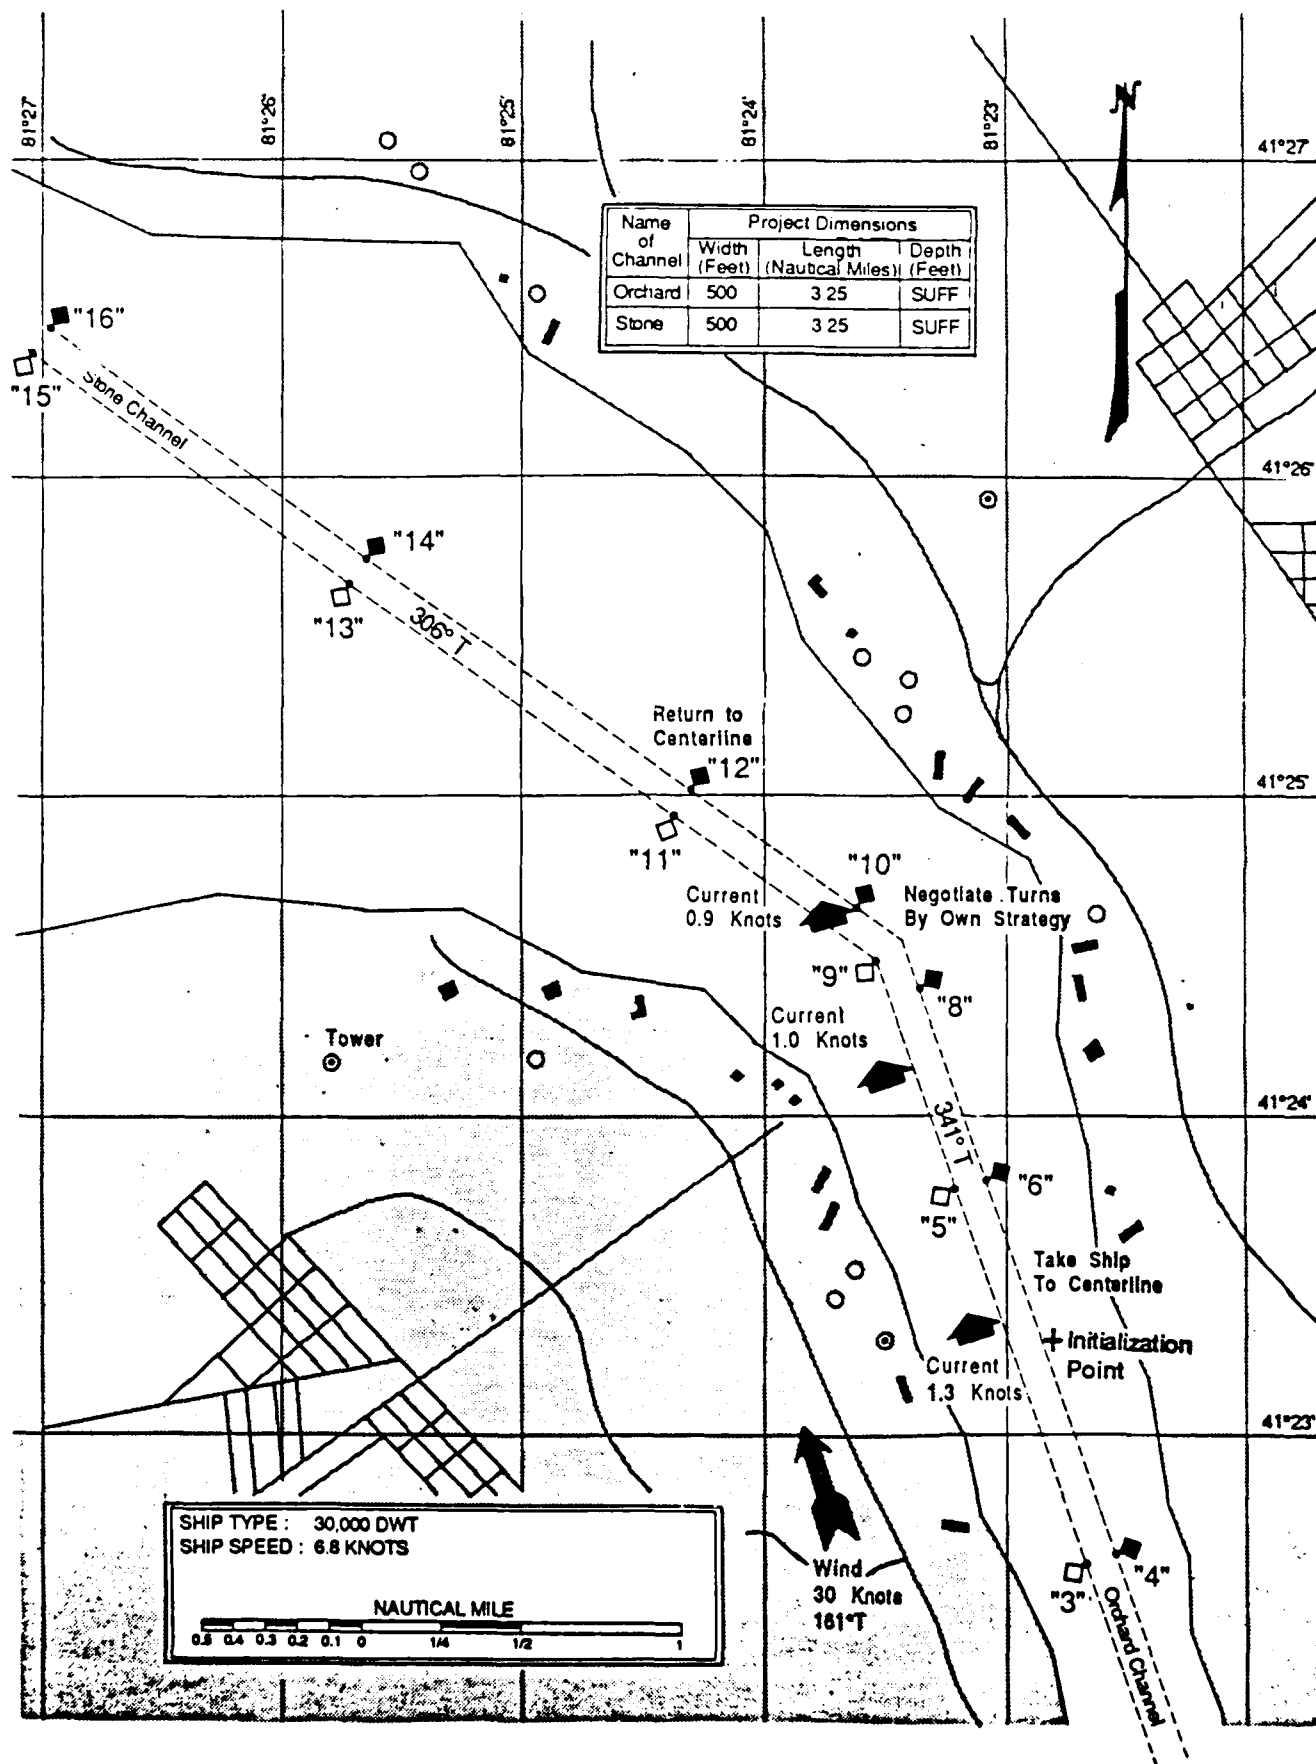 81°27'
81°26'
81°25'
81°24'
81°23'
N
41°27'
Name of Channel
Project Dimensions
Width (Feet)
Length (Nautical Miles)
Depth (Feet)
Orchard 500 3.25 SUFF
Stone 500 3.25 SUFF
"16"
"15"
Stone Channel
41°26'
"14"
"13"
306° T
Return to
Centerline
"12"
41°25'
"11"
"10"
Current
0.9 Knots
Negotiate Turns
By Own Strategy
"9"
"8"
Current
1.0 Knots
Tower
41°24'
341° T
"6"
"5"
Take Ship
To Centerline
Initialization
Point
Current
1.3 Knots
41°23'
SHIP TYPE : 30,000 DWT
SHIP SPEED : 6.8 KNOTS
NAUTICAL MILE
0.5 0.4 0.3 0.2 0.1 0 1/4 1/2 1
Wind
30 Knots
161°T
"4"
"3"
Orchard Channel